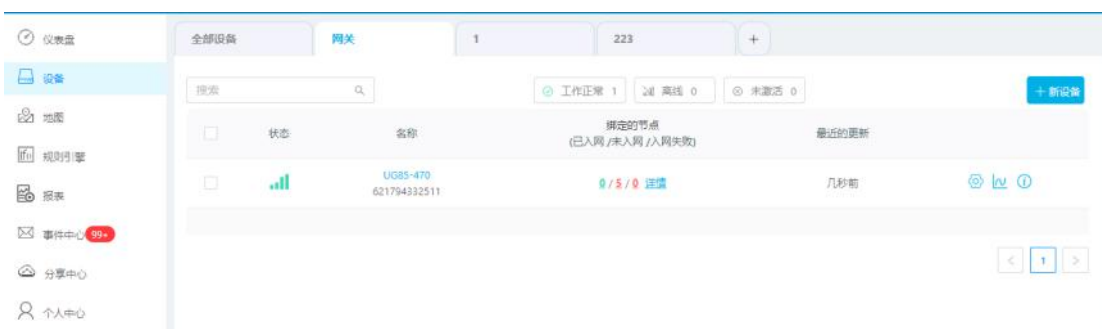 仪表盘
设备
地图
规则引擎
报表
事件中心 99+
分享中心
个人中心
全部设备 网关 1 223 +
搜索 工作正常 1 离线 0 未激活 0 + 新设备
状态 名称 绑定的节点 最近的更新
(已入网 /未入网 /入网失败)
UG85-470 0 / 5 / 0 详情 几秒前
621794332511
< 1 >